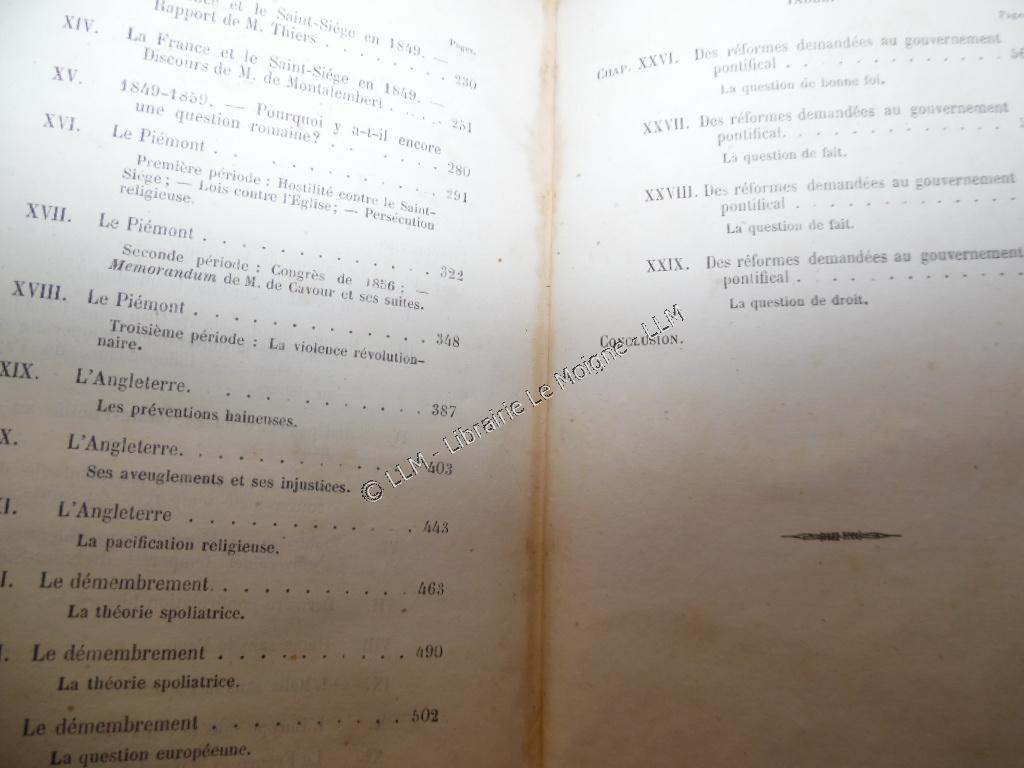 et le Saint-Siége en 1849. —
Rapport de M. Thiers . . . . . . . 230
Pages.
XIV. La France et le Saint-Siége en 1849. —
Discours de M. de Montalembert . . . . 251
XV. 1849-1859. — Pourquoi y a-t-il encore
une question romaine? . . . . . . . 280
XVI. Le Piémont . . . . . . . . . . . . 291
Première période : Hostilité contre le Saint-
Siége; — Lois contre l'Église; — Persécution
religieuse.
XVII. Le Piémont . . . . . . . . . . . . 322
Seconde période : Congrès de 1856 ; —
Memorandum de M. de Cavour et ses suites.
XVIII. Le Piémont . . . . . . . . . . . . 348
Troisième période : La violence révolution-
naire.
XIX. L'Angleterre. . . . . . . . . . . . 387
Les préventions haineuses.
X. L'Angleterre. . . . . . . . . . . . 403
Ses aveuglements et ses injustices.
I. L'Angleterre . . . . . . . . . . . . 443
La pacification religieuse.
I. Le démembrement. . . . . . . . . . . 463
La théorie spoliatrice.
I. Le démembrement . . . . . . . . . . 490
La théorie spoliatrice.
Le démembrement . . . . . . . . . . 502
La question européenne.
Pages
CHAP. XXVI. Des réformes demandées au gouvernement
pontifical . . . . . . . . . . . . 
La question de bonne foi.
XXVII. Des réformes demandées au gouvernement
pontifical. . . . . . . . . . . . 
La question de fait.
XXVIII. Des réformes demandées au gouvernement
pontifical . . . . . . . . . . . .
La question de fait.
XXIX. Des réformes demandées au gouvernement
pontifical . . . . . . . . . . . .
La question de droit.
CONCLUSION.
© LLM - Librairie Le Moigne - LLM